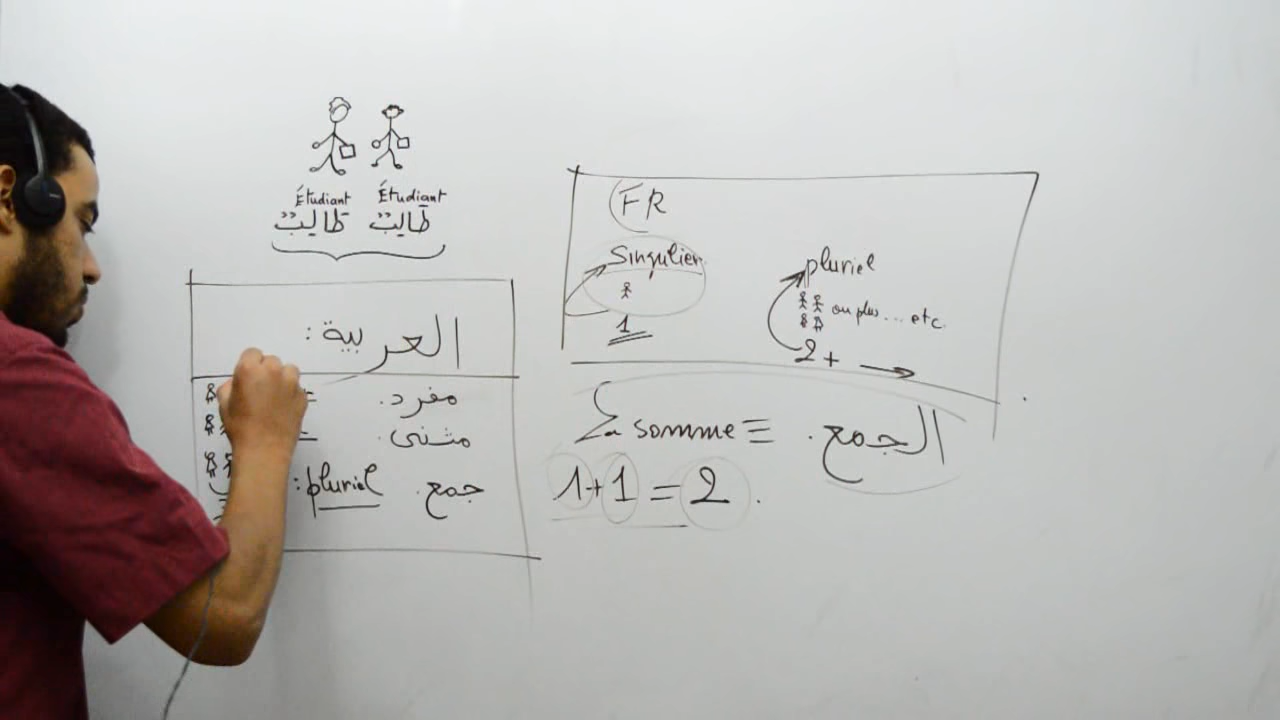 Étudiant Étudiant
طَالِبٌ طَالِبٌ
العربية :
مفرد.
مثنى.
جمع. pluriel :
FR
Singulier pluriel
ou plus... etc.
1 2 +
La somme ≡ الجمع.
1 + 1 = 2.